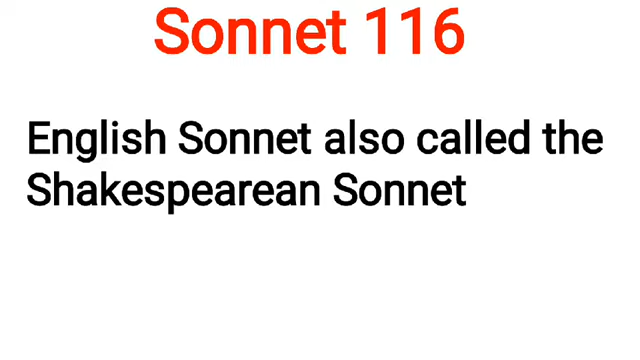 Sonnet 116
English Sonnet also called the
Shakespearean Sonnet